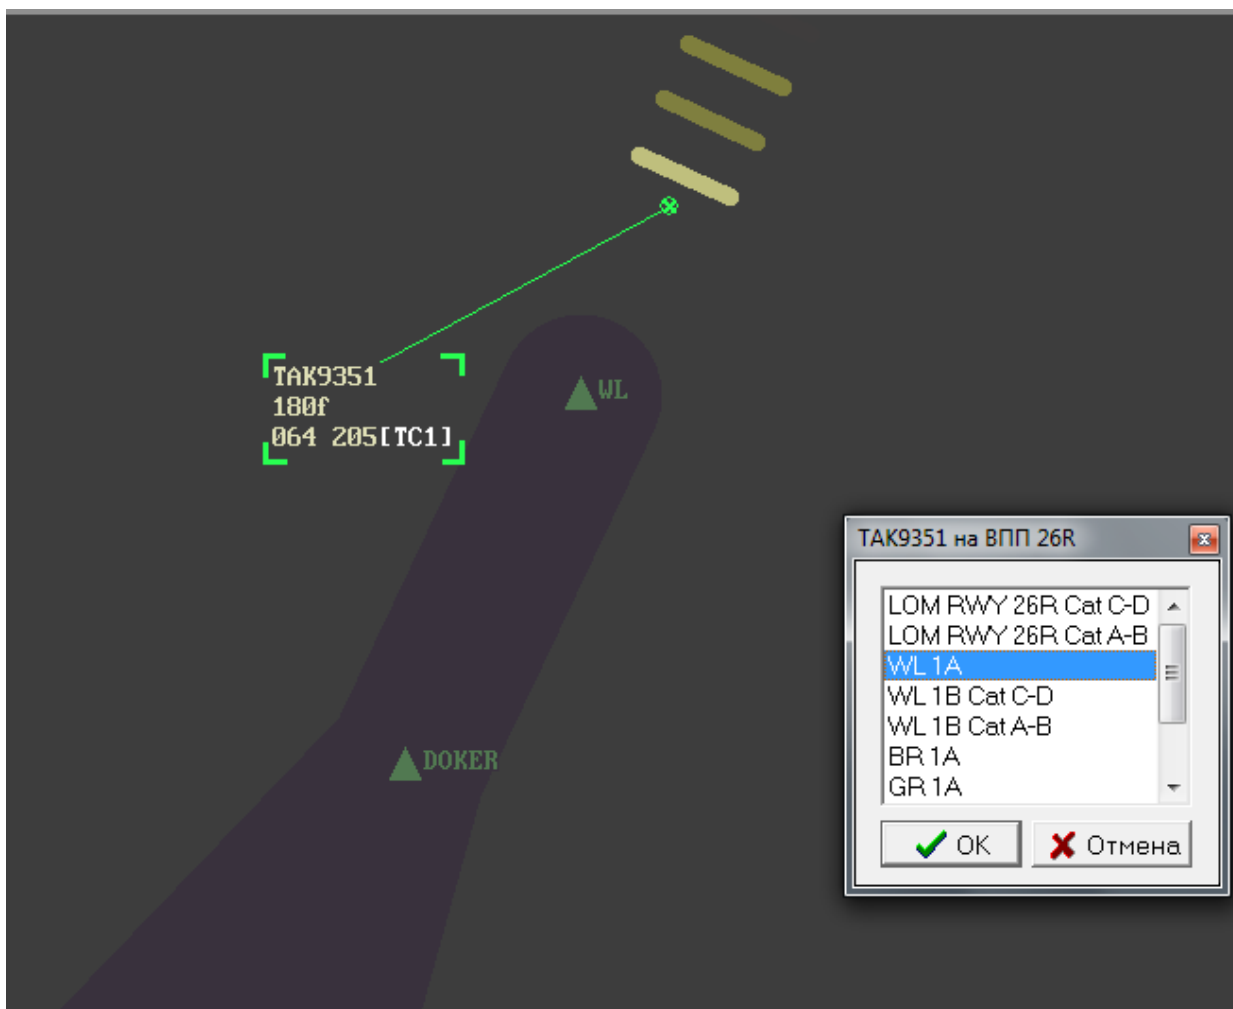 TAK9351
180f
064 205[TC1]
WL
DOKER
TAK9351 на ВПП 26R
LOM RWY 26R Cat C-D
LOM RWY 26R Cat A-B
WL 1A
WL 1B Cat C-D
WL 1B Cat A-B
BR 1A
GR 1A
OK
Отмена